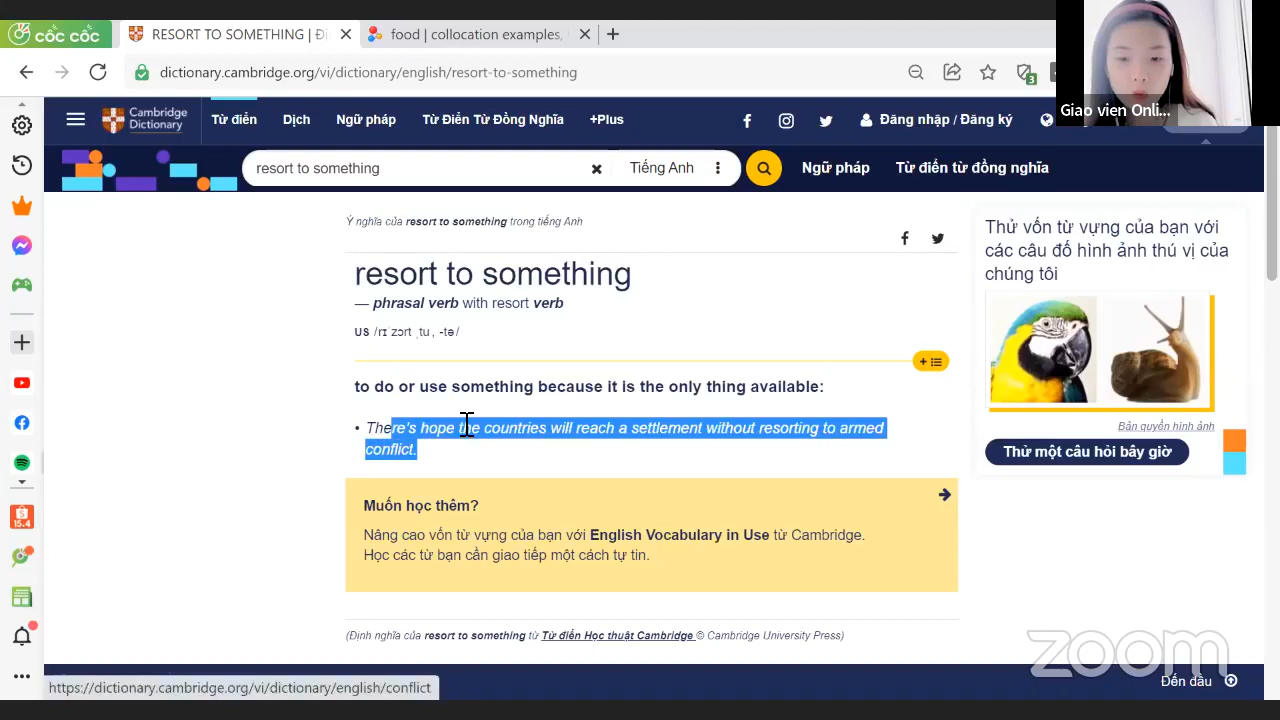 cốc cốc
RESORT TO SOMETHING | Đị
food | collocation examples,
dictionary.cambridge.org/vi/dictionary/english/resort-to-something
3
Giao vien Onli...
Cambridge
Dictionary
Từ điển
Dịch
Ngữ pháp
Từ Điển Từ Đồng Nghĩa
+Plus
Đăng nhập / Đăng ký
resort to something
Tiếng Anh
Ngữ pháp
Từ điển từ đồng nghĩa
Ý nghĩa của resort to something trong tiếng Anh
resort to something
— phrasal verb with resort verb
US /rɪˈzɔrt ˌtu, -tə/
to do or use something because it is the only thing available:
• There's hope the countries will reach a settlement without resorting to armed
conflict.
Muốn học thêm?
Nâng cao vốn từ vựng của bạn với English Vocabulary in Use từ Cambridge.
Học các từ bạn cần giao tiếp một cách tự tin.
(Định nghĩa của resort to something từ Từ điển Học thuật Cambridge © Cambridge University Press)
Thử vốn từ vựng của bạn với
các câu đố hình ảnh thú vị của
chúng tôi
Bản quyền hình ảnh
Thử một câu hỏi bây giờ
15.4
zoom
https://dictionary.cambridge.org/vi/dictionary/english/conflict
Đến đầu